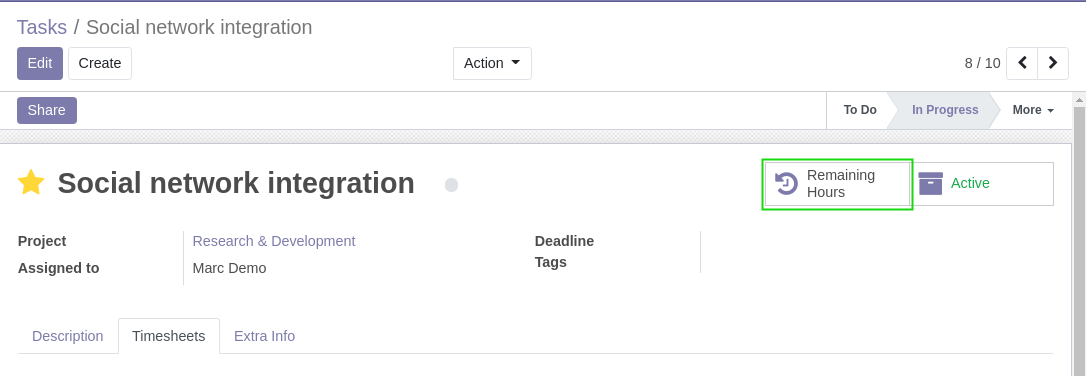 Tasks / Social network integration
Edit Create Action 8 / 10
Share To Do In Progress More
Social network integration
Remaining
Hours
Active
Project Research & Development Deadline
Assigned to Marc Demo Tags
Description Timesheets Extra Info